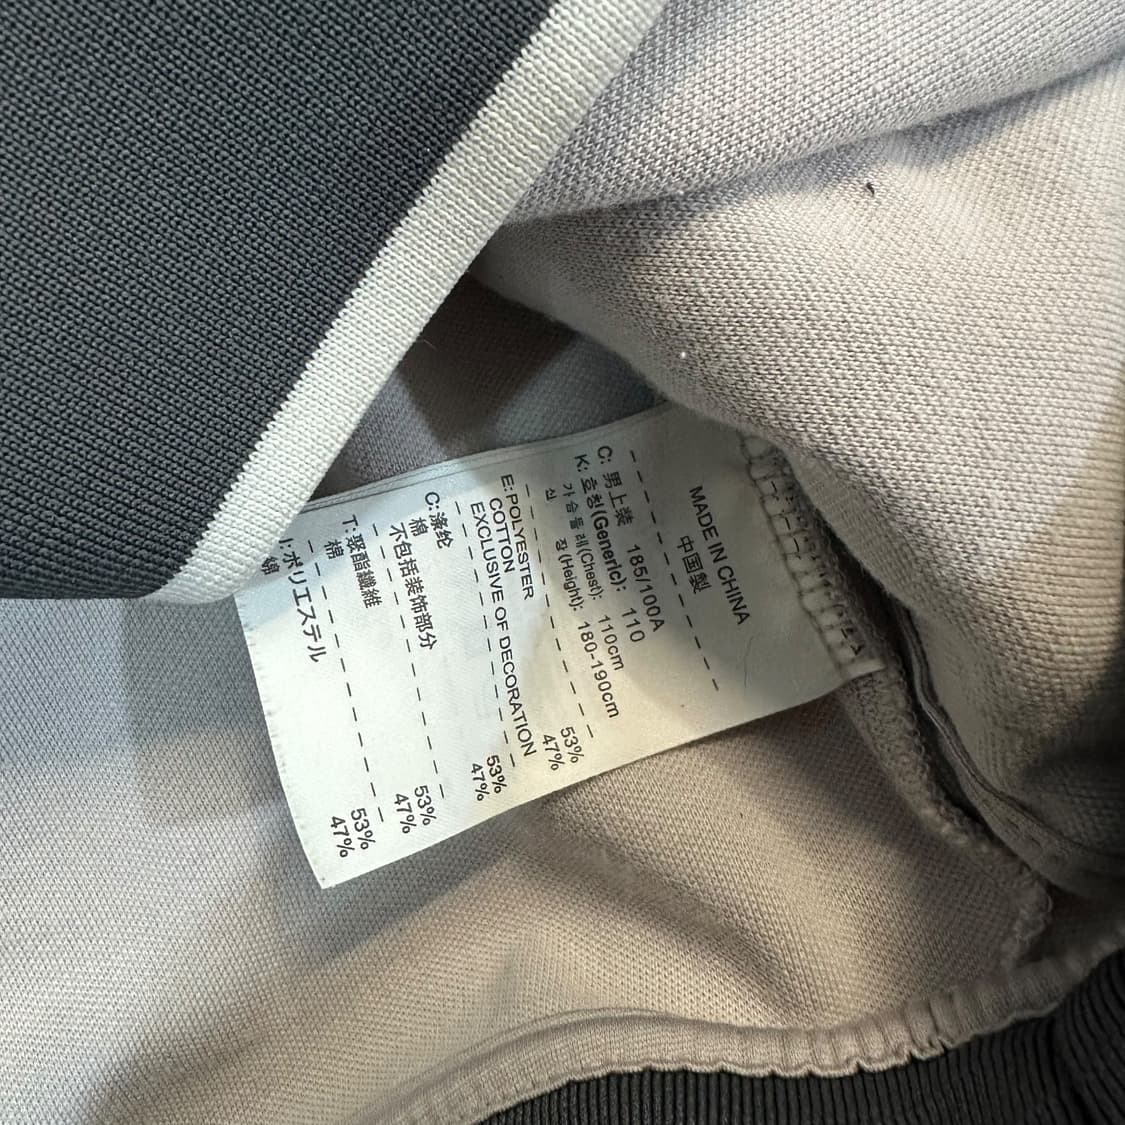 MADE IN CHINA
中国製
C: 男上装 185/100A
K: 호칭(Generic): 110
가슴둘레(Chest): 110cm
신 장(Height): 180-190cm
E: POLYESTER 53%
COTTON 47%
EXCLUSIVE OF DECORATION
C: 涤纶 53%
棉 47%
不包括装饰部分
T: 聚酯纖維 53%
棉 47%
J: ポリエステル 53%
綿 47%